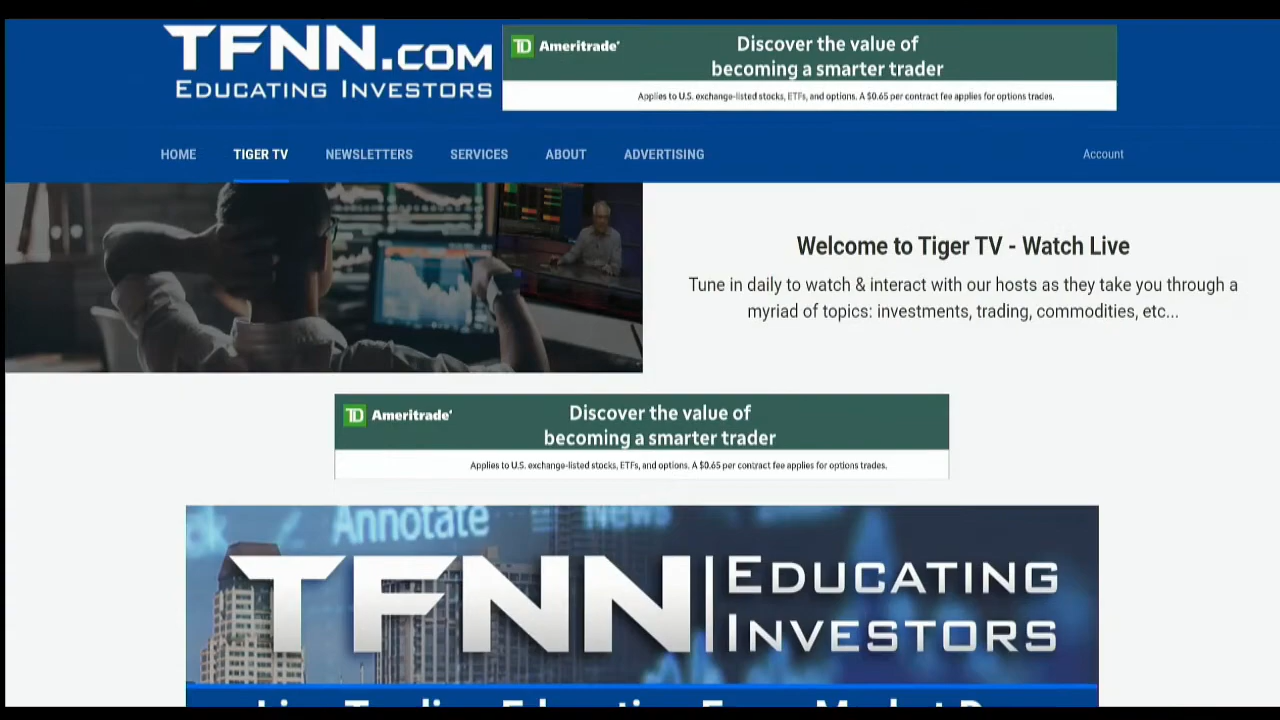 TFNN.COM
EDUCATING INVESTORS
TD Ameritrade
Discover the value of
becoming a smarter trader
Applies to U.S. exchange-listed stocks, ETFs, and options. A $0.65 per contract fee applies for options trades.
HOME TIGER TV NEWSLETTERS SERVICES ABOUT ADVERTISING Account
Welcome to Tiger TV - Watch Live
Tune in daily to watch & interact with our hosts as they take you through a
myriad of topics: investments, trading, commodities, etc...
TD Ameritrade
Discover the value of
becoming a smarter trader
Applies to U.S. exchange-listed stocks, ETFs, and options. A $0.65 per contract fee applies for options trades.
Annotate News
TFNN EDUCATING
INVESTORS